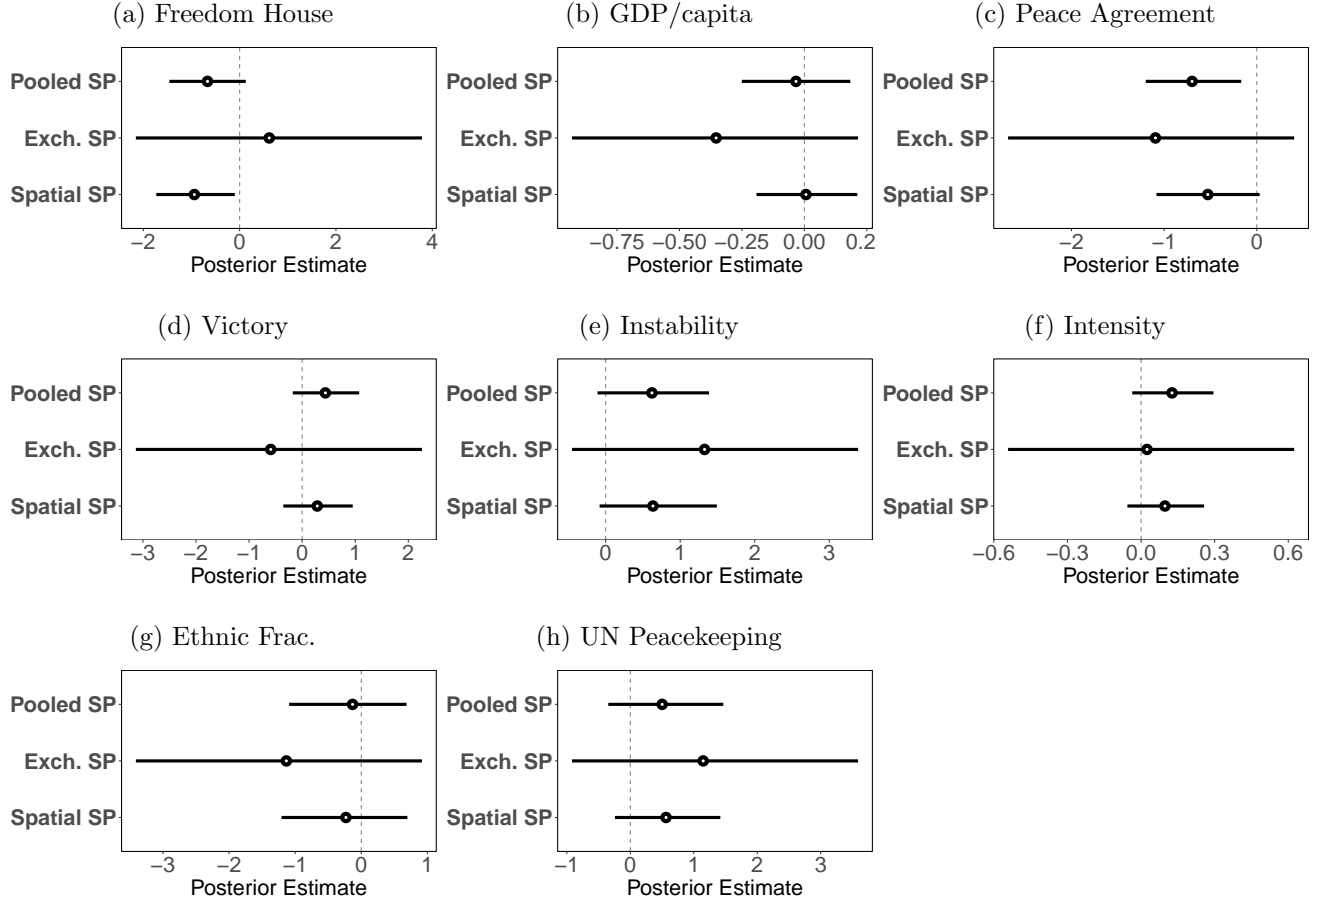 (a) Freedom House
Pooled SP
Exch. SP
Spatial SP
−2 0 2 4
Posterior Estimate
(b) GDP/capita
Pooled SP
Exch. SP
Spatial SP
−0.75 −0.50 −0.25 0.00 0.2
Posterior Estimate
(c) Peace Agreement
Pooled SP
Exch. SP
Spatial SP
−2 −1 0
Posterior Estimate
(d) Victory
Pooled SP
Exch. SP
Spatial SP
−3 −2 −1 0 1 2
Posterior Estimate
(e) Instability
Pooled SP
Exch. SP
Spatial SP
0 1 2 3
Posterior Estimate
(f) Intensity
Pooled SP
Exch. SP
Spatial SP
−0.6 −0.3 0.0 0.3 0.6
Posterior Estimate
(g) Ethnic Frac.
Pooled SP
Exch. SP
Spatial SP
−3 −2 −1 0 1
Posterior Estimate
(h) UN Peacekeeping
Pooled SP
Exch. SP
Spatial SP
−1 0 1 2 3
Posterior Estimate